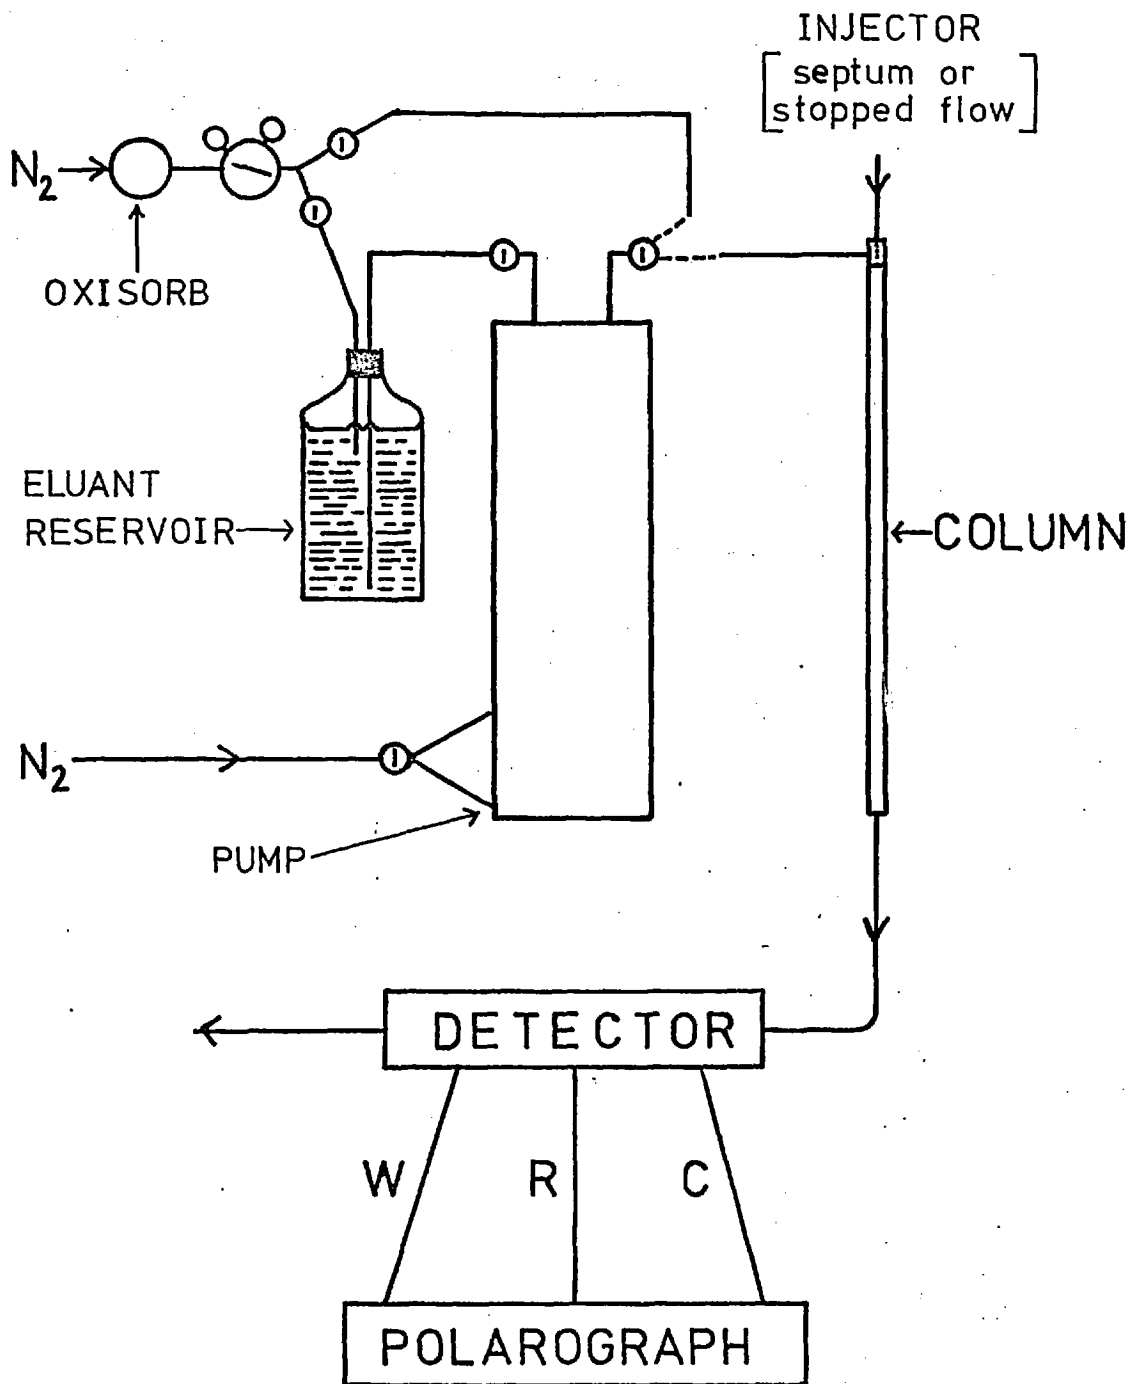 INJECTOR
[septum or
stopped flow]
N₂
OXISORB
ELUANT
RESERVOIR
COLUMN
N₂
PUMP
DETECTOR
W R C
POLAROGRAPH